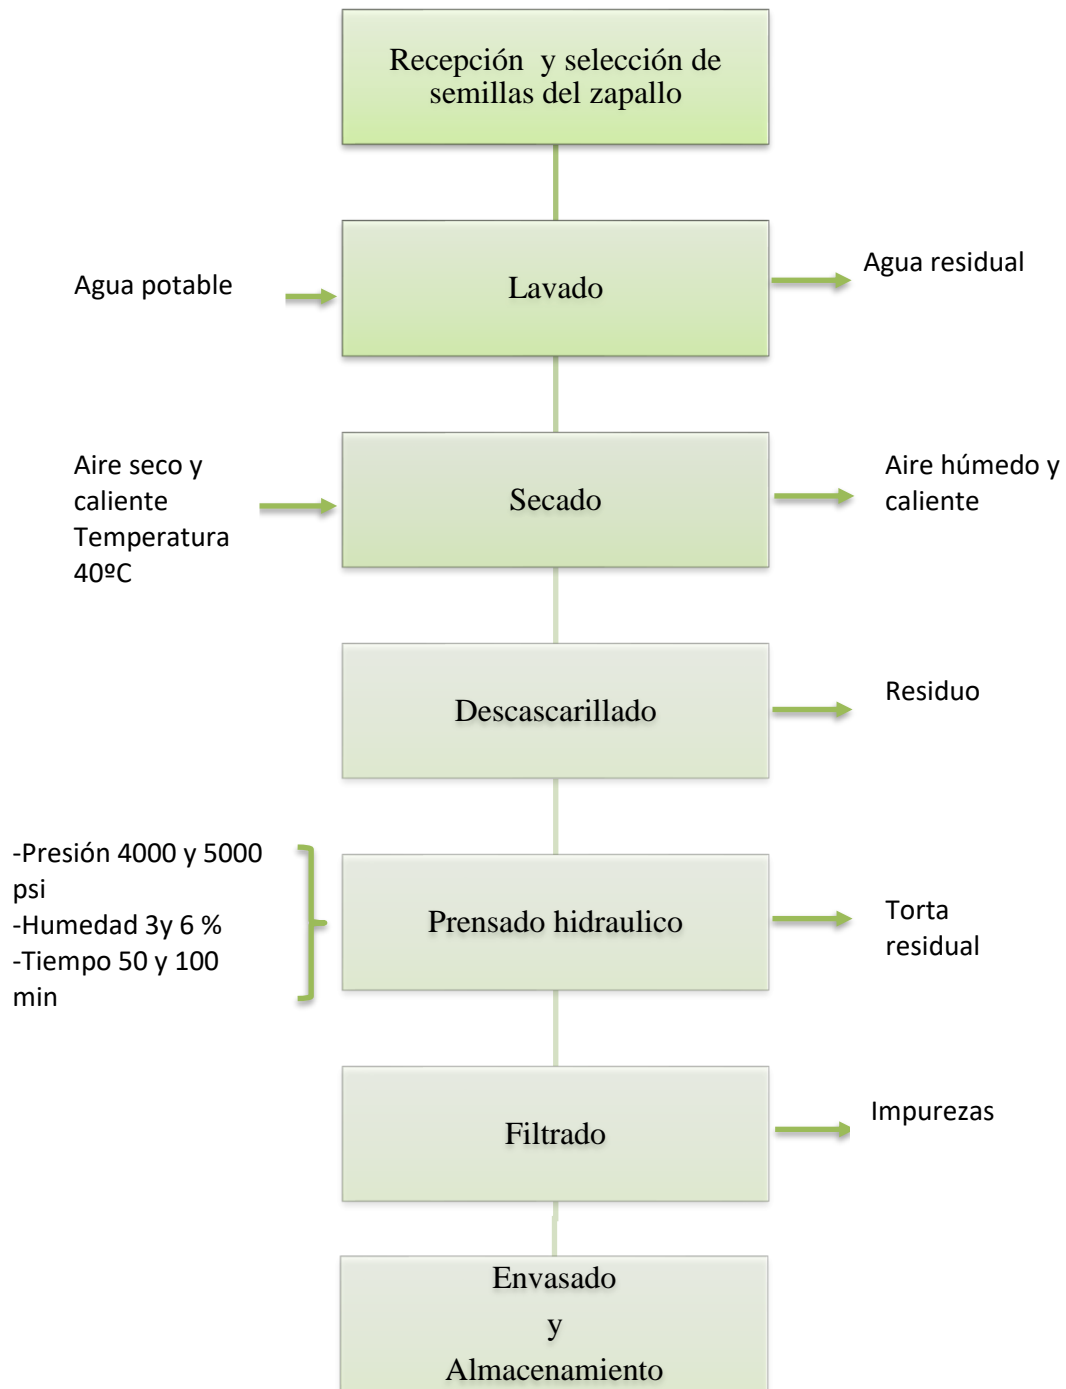 Recepción y selección de
semillas del zapallo
Agua potable
Lavado
Agua residual
Aire seco y
caliente
Temperatura
40ºC
Secado
Aire húmedo y
caliente
Descascarillado
Residuo
-Presión 4000 y 5000
psi
-Humedad 3y 6 %
-Tiempo 50 y 100
min
Prensado hidraulico
Torta
residual
Filtrado
Impurezas
Envasado
y
Almacenamiento